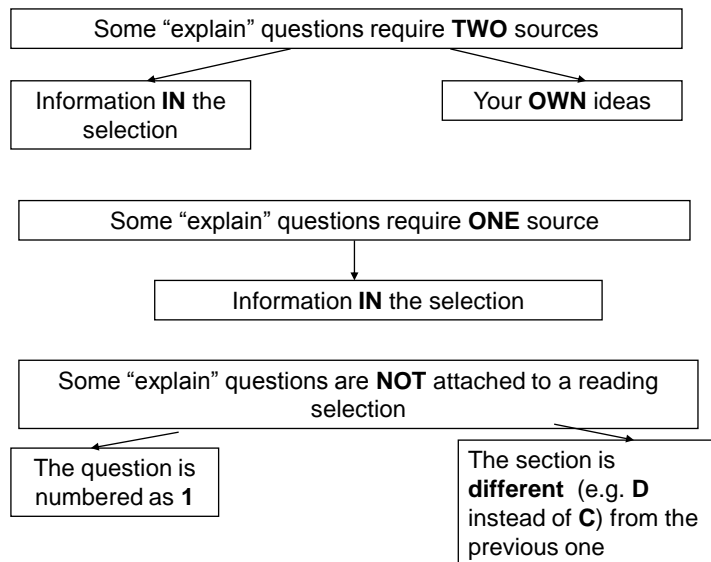 Some “explain” questions require TWO sources
Information IN the
selection
Your OWN ideas
Some “explain” questions require ONE source
Information IN the selection
Some “explain” questions are NOT attached to a reading
selection
The question is
numbered as 1
The section is
different (e.g. D
instead of C) from the
previous one